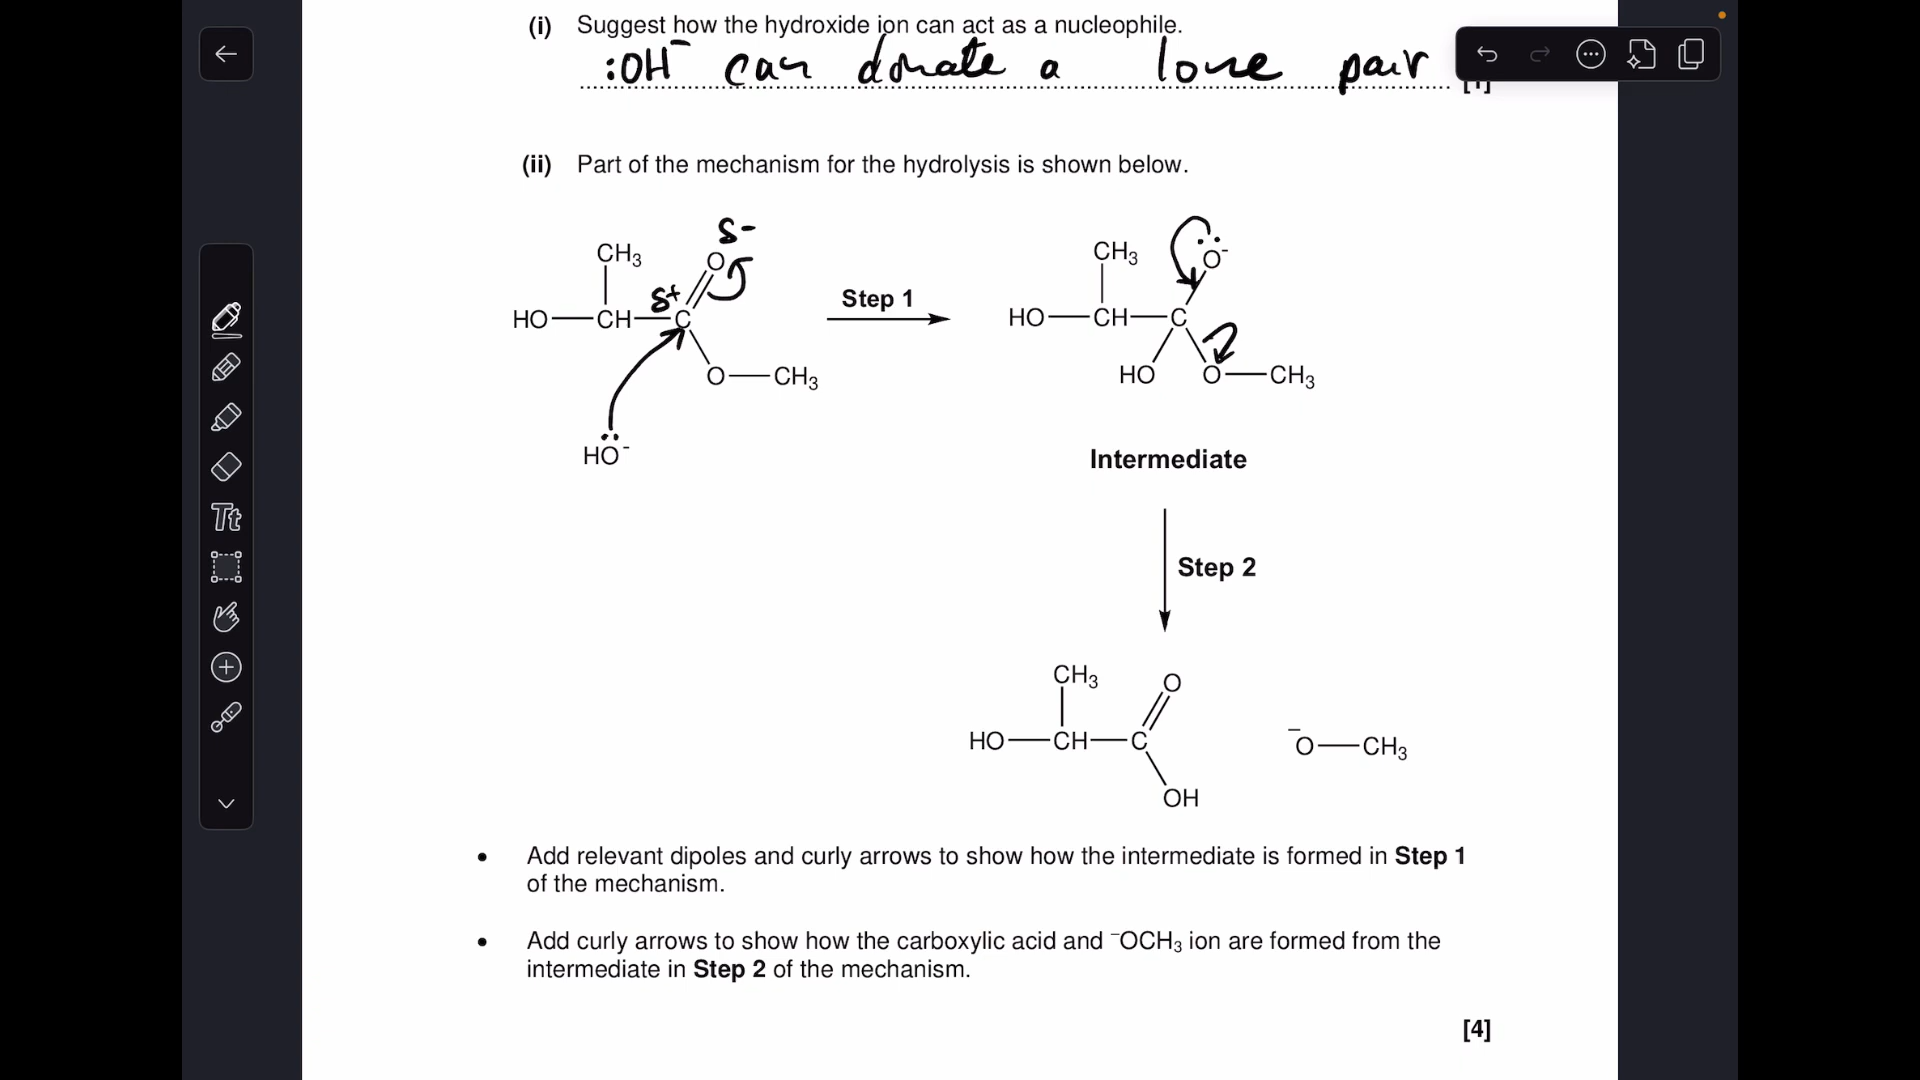 (i) Suggest how the hydroxide ion can act as a nucleophile.
:OH⁻ can donate a lone pair
[1]
(ii) Part of the mechanism for the hydrolysis is shown below.
δ-
CH₃ O
δ+
HO CH C
O CH₃
HO⁻
Step 1
CH₃ O⁻
HO CH C
HO O CH₃
Intermediate
Step 2
CH₃ O
HO CH C
⁻O CH₃
OH
• Add relevant dipoles and curly arrows to show how the intermediate is formed in Step 1
of the mechanism.
• Add curly arrows to show how the carboxylic acid and ⁻OCH₃ ion are formed from the
intermediate in Step 2 of the mechanism.
[4]
Tt